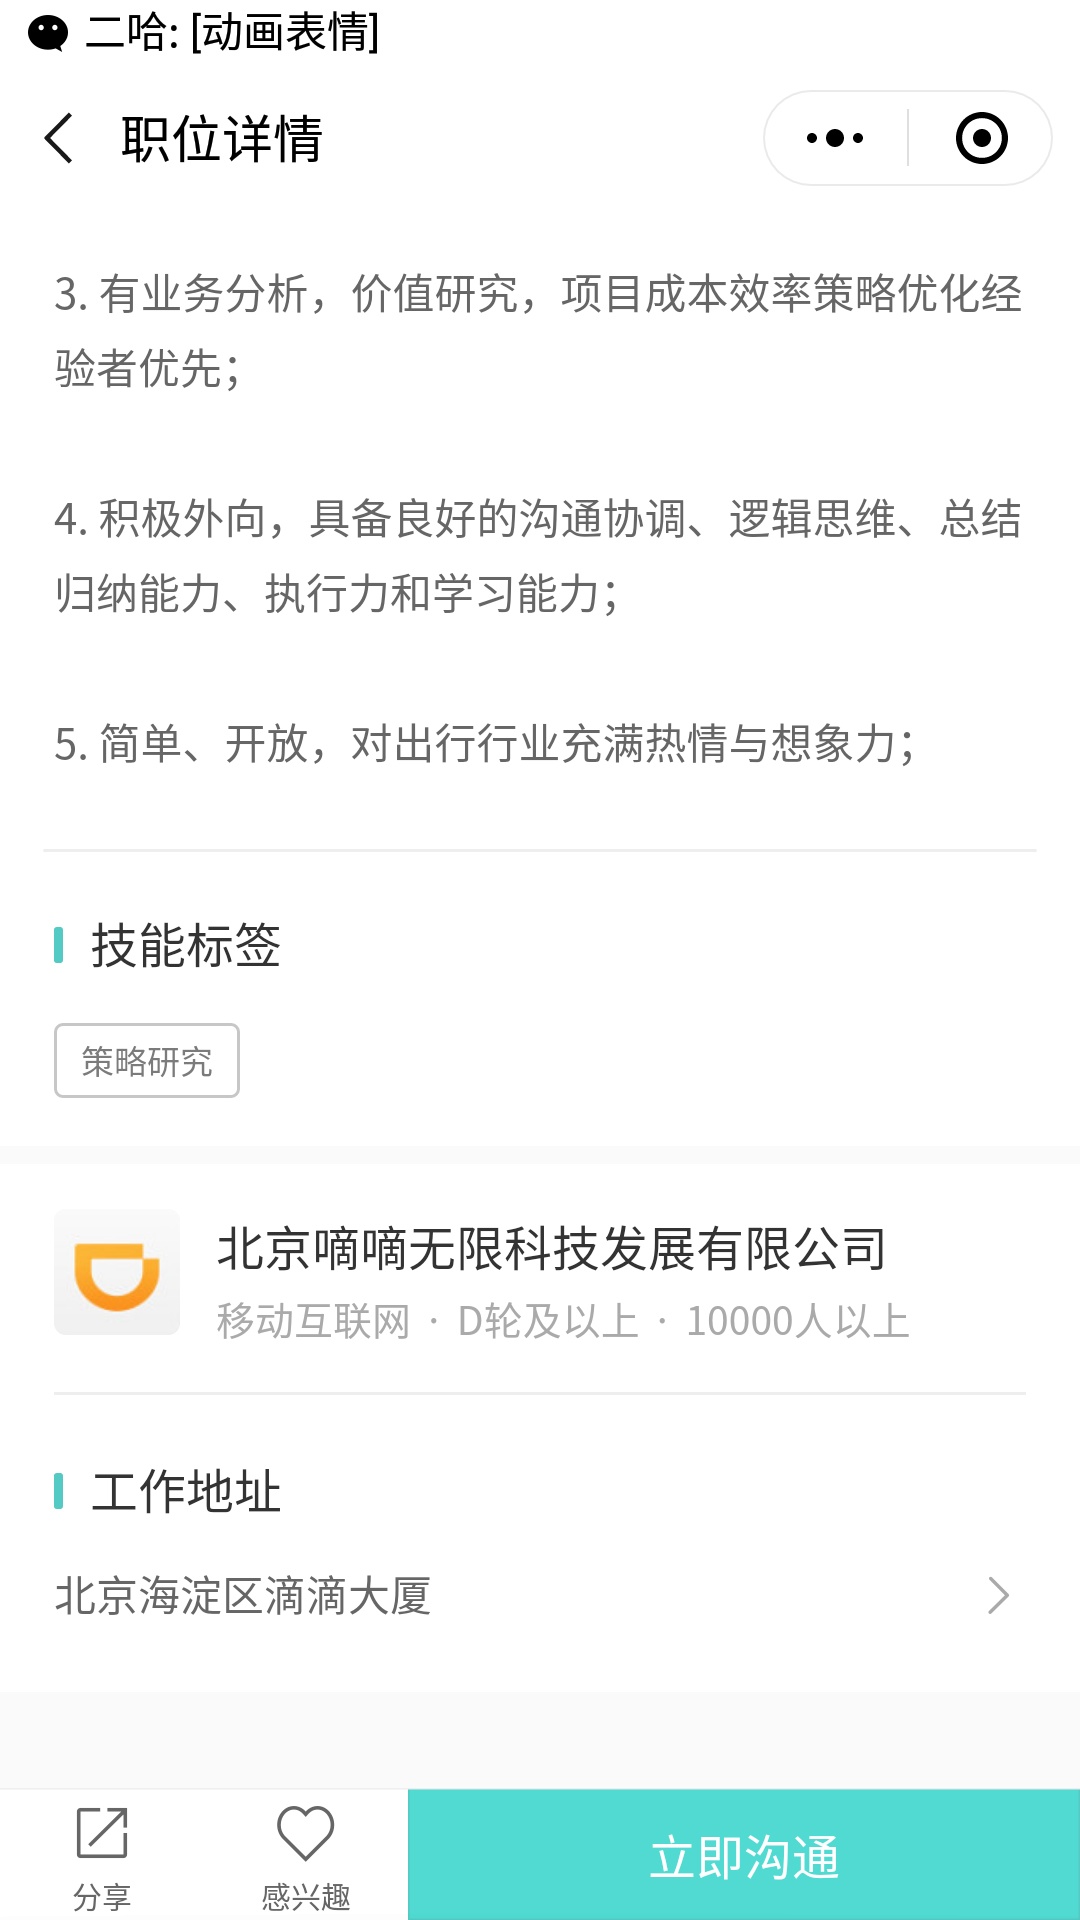 二哈: [动画表情]
职位详情
3. 有业务分析，价值研究，项目成本效率策略优化经
验者优先；
4. 积极外向，具备良好的沟通协调、逻辑思维、总结
归纳能力、执行力和学习能力；
5. 简单、开放，对出行行业充满热情与想象力；
技能标签
策略研究
北京嘀嘀无限科技发展有限公司
移动互联网 · D轮及以上 · 10000人以上
工作地址
北京海淀区滴滴大厦
分享
感兴趣
立即沟通